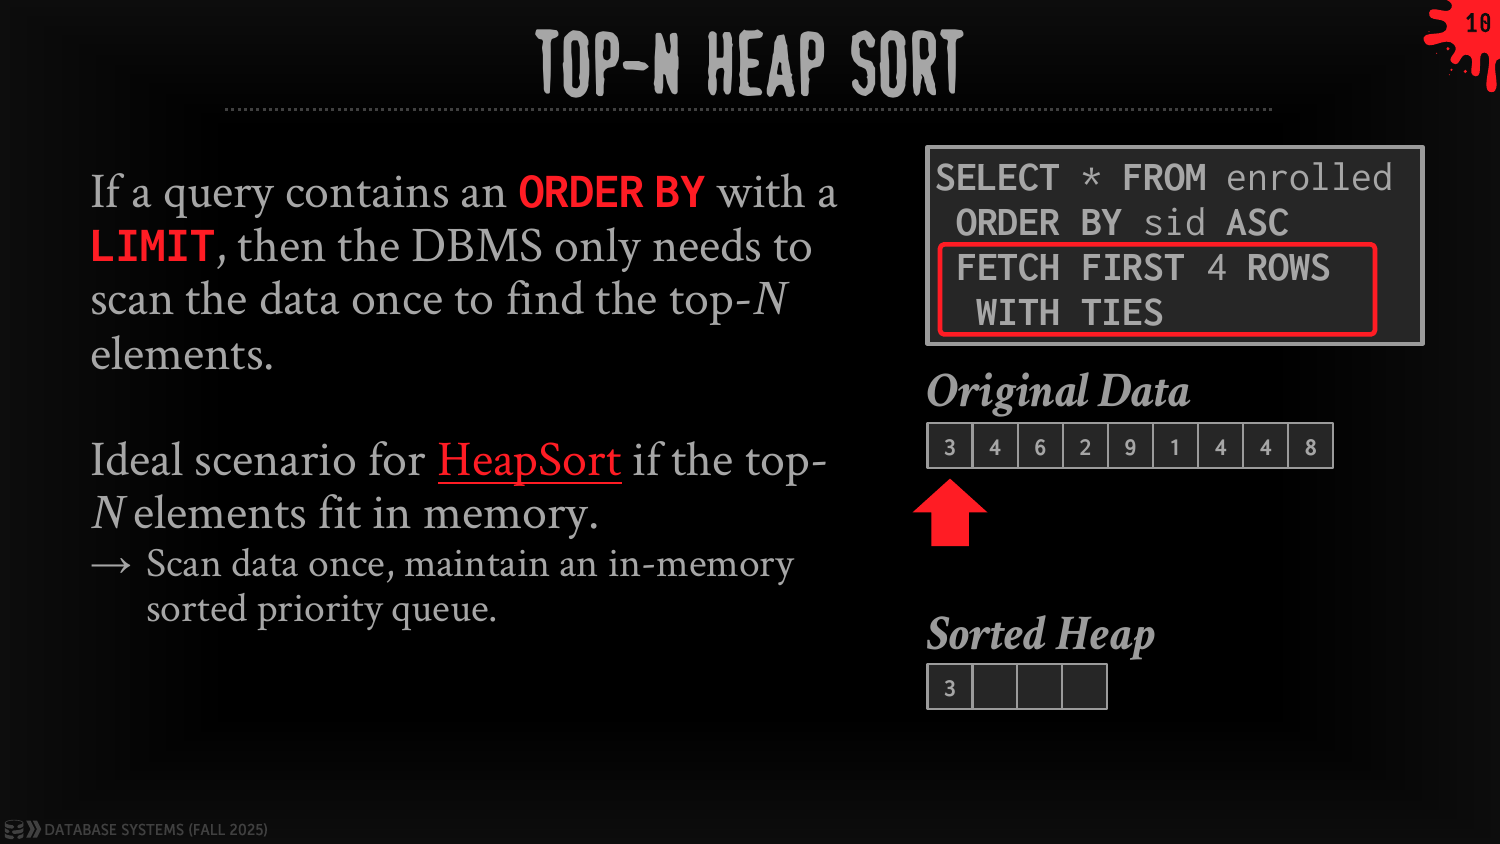 10
TOP-N HEAP SORT
If a query contains an ORDER BY with a
LIMIT, then the DBMS only needs to
scan the data once to find the top-N
elements.
Ideal scenario for HeapSort if the top-
N elements fit in memory.
→ Scan data once, maintain an in-memory
sorted priority queue.
SELECT * FROM enrolled
ORDER BY sid ASC
FETCH FIRST 4 ROWS
WITH TIES
Original Data
3 4 6 2 9 1 4 4 8
Sorted Heap
3
DATABASE SYSTEMS (FALL 2025)